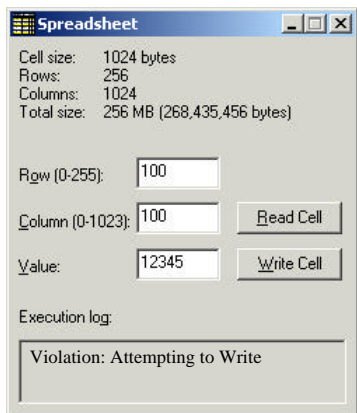 Spreadsheet
Cell size: 1024 bytes
Rows: 256
Columns: 1024
Total size: 256 MB (268,435,456 bytes)
Row (0-255): 100
Column (0-1023): 100 Read Cell
Value: 12345 Write Cell
Execution log:
Violation: Attempting to Write